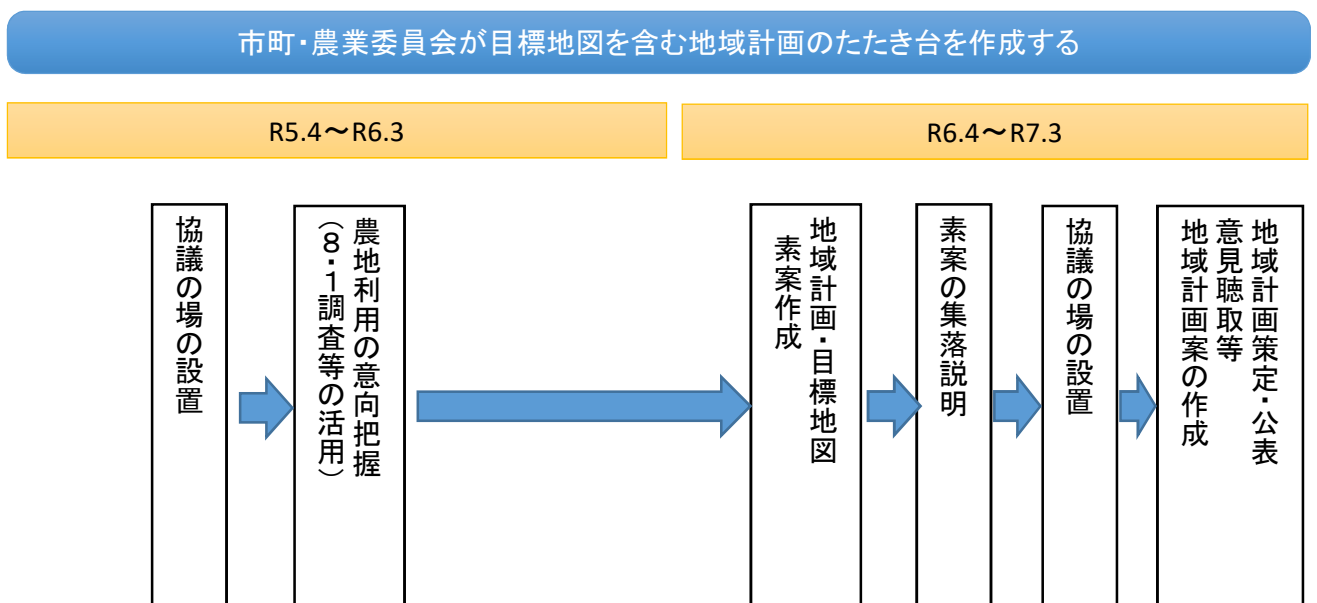 市町・農業委員会が目標地図を含む地域計画のたたき台を作成する
R5.4～R6.3
R6.4～R7.3
協議の場の設置
農地利用の意向把握
（８・１調査等の活用）
地域計画・目標地図
素案作成
素案の集落説明
協議の場の設置
地域計画策定・公表
意見聴取等
地域計画案の作成